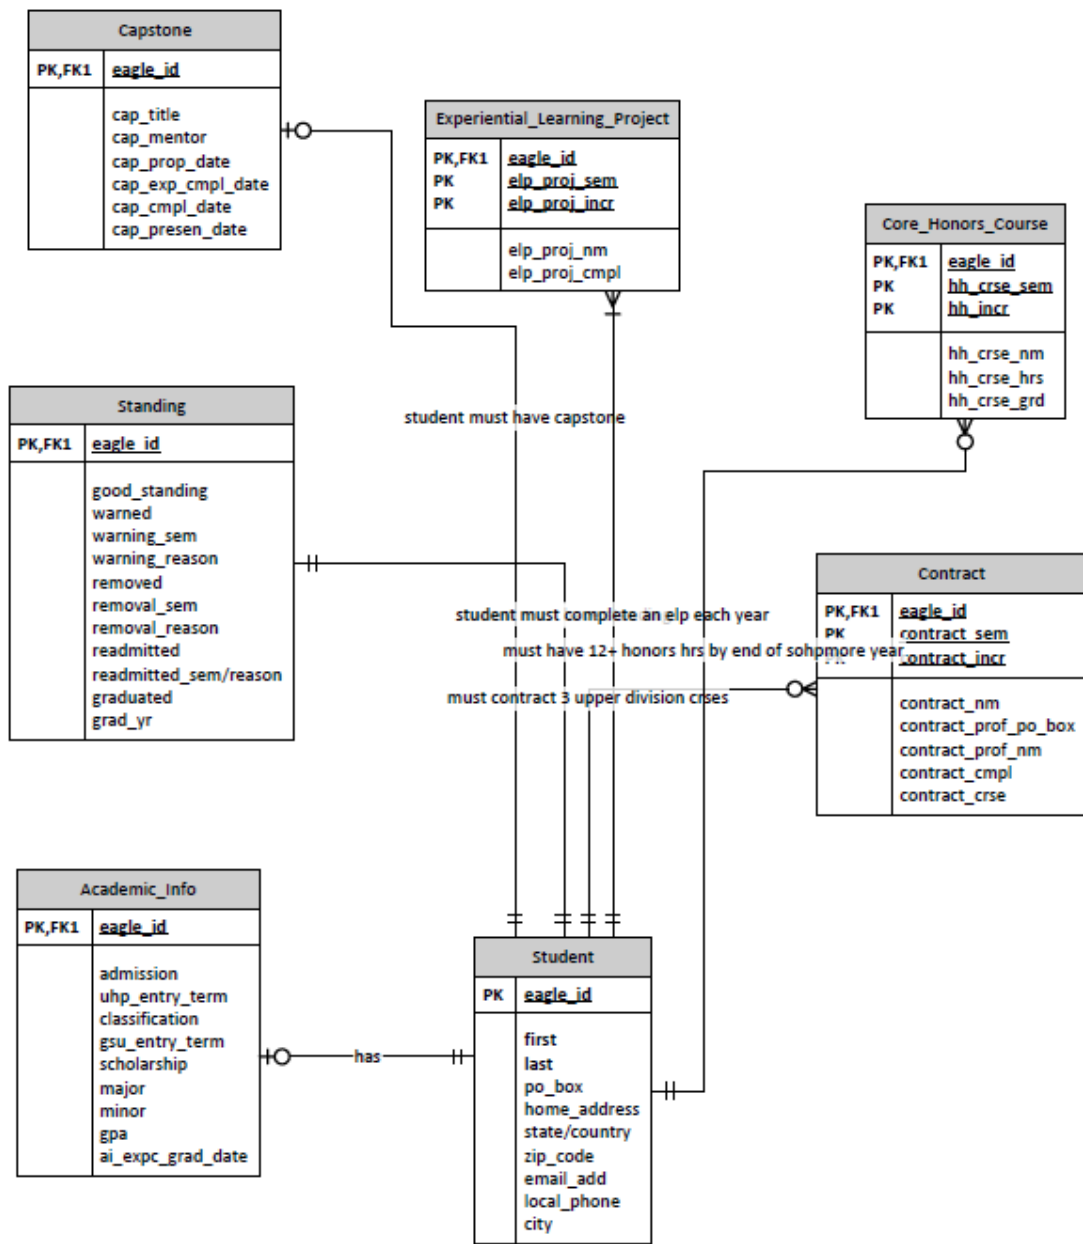 Capstone
PK,FK1 eagle_id
cap_title
cap_mentor
cap_prop_date
cap_exp_cmpl_date
cap_cmpl_date
cap_presen_date
Experiential_Learning_Project
PK,FK1 eagle_id
PK elp_proj_sem
PK elp_proj_incr
elp_proj_nm
elp_proj_cmpl
Core_Honors_Course
PK,FK1 eagle_id
PK hh_crse_sem
PK hh_incr
hh_crse_nm
hh_crse_hrs
hh_crse_grd
Standing
PK,FK1 eagle_id
good_standing
warned
warning_sem
warning_reason
removed
removal_sem
removal_reason
readmitted
readmitted_sem/reason
graduated
grad_yr
student must have capstone
student must complete an elp each year
must have 12+ honors hrs by end of sohpmore year
must contract 3 upper division crses
Contract
PK,FK1 eagle_id
PK contract_sem
PK contract_incr
contract_nm
contract_prof_po_box
contract_prof_nm
contract_cmpl
contract_crse
Academic_Info
PK,FK1 eagle_id
admission
uhp_entry_term
classification
gsu_entry_term
scholarship
major
minor
gpa
ai_expc_grad_date
has
Student
PK eagle_id
first
last
po_box
home_address
state/country
zip_code
email_add
local_phone
city